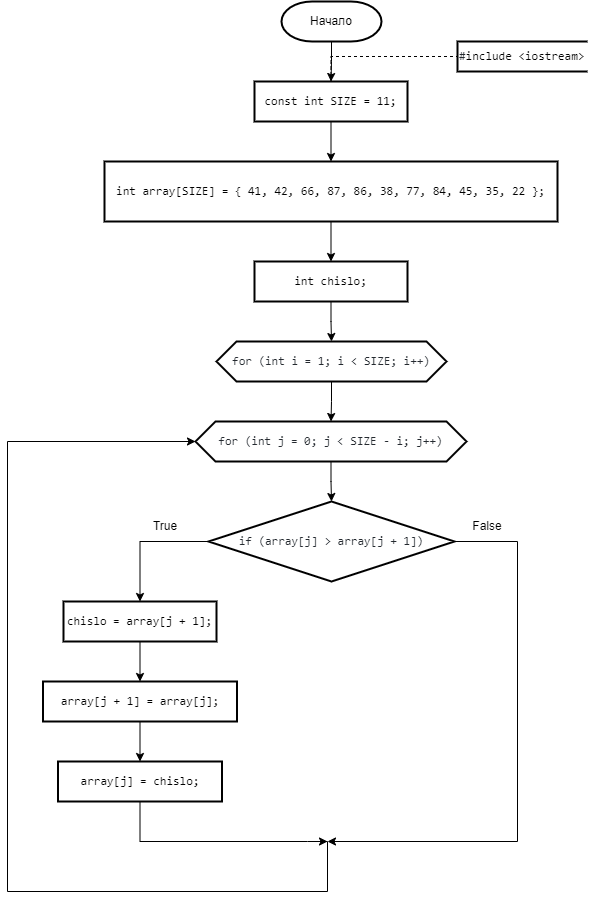 Начало
#include <iostream>
const int SIZE = 11;
int array[SIZE] = { 41, 42, 66, 87, 86, 38, 77, 84, 45, 35, 22 };
int chislo;
for (int i = 1; i < SIZE; i++)
for (int j = 0; j < SIZE - i; j++)
True
False
if (array[j] > array[j + 1])
chislo = array[j + 1];
array[j + 1] = array[j];
array[j] = chislo;